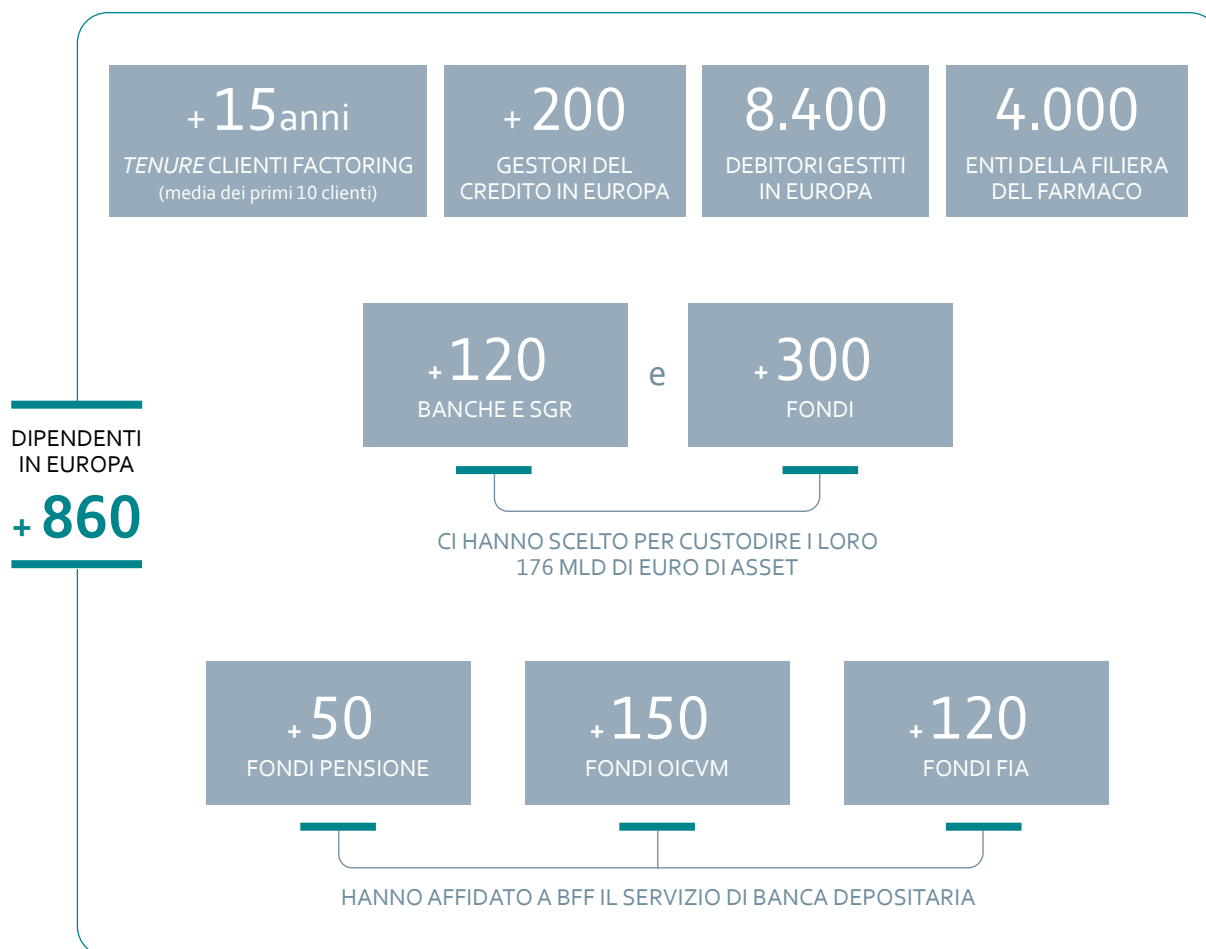 + 15anni
TENURE CLIENTI FACTORING
(media dei primi 10 clienti)
+ 200
GESTORI DEL
CREDITO IN EUROPA
8.400
DEBITORI GESTITI
IN EUROPA
4.000
ENTI DELLA FILIERA
DEL FARMACO
+ 120
BANCHE E SGR
e
+ 300
FONDI
CI HANNO SCELTO PER CUSTODIRE I LORO
176 MLD DI EURO DI ASSET
DIPENDENTI
IN EUROPA
+ 860
+ 50
FONDI PENSIONE
+ 150
FONDI OICVM
+ 120
FONDI FIA
HANNO AFFIDATO A BFF IL SERVIZIO DI BANCA DEPOSITARIA